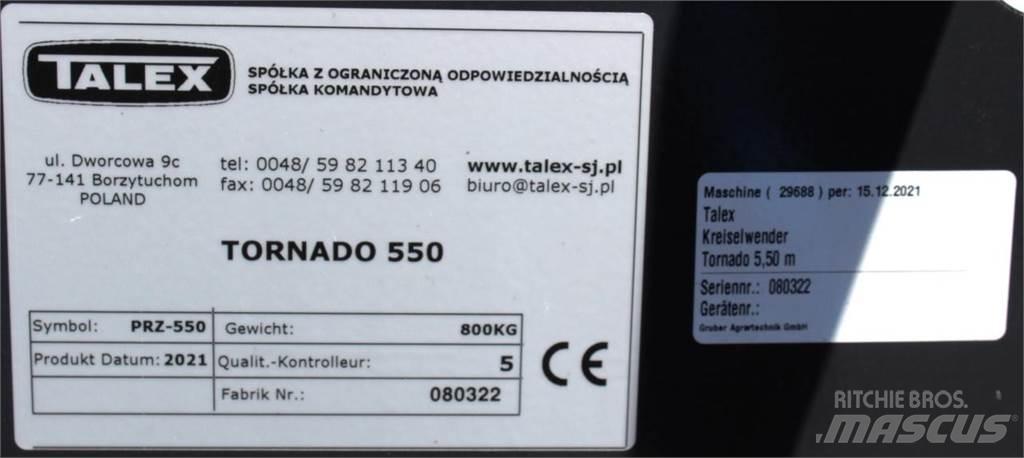 TALEX
SPÓŁKA Z OGRANICZONĄ ODPOWIEDZIALNOŚCIĄ
SPÓŁKA KOMANDYTOWA
ul. Dworcowa 9c
77-141 Borzytuchom
POLAND
tel: 0048/ 59 82 113 40
fax: 0048/ 59 82 119 06
www.talex-sj.pl
biuro@talex-sj.pl
TORNADO 550
Symbol: PRZ-550 Gewicht: 800KG
Produkt Datum: 2021 Qualit.-Kontrolleur: 5
Fabrik Nr.: 080322
CE
Maschine ( 29688 ) per: 15.12.2021
Talex
Kreiselwender
Tornado 5,50 m
Seriennr.: 080322
Gerätenr.:
Gruber Agrartechnik GmbH
RITCHIE BROS.
MASCUS